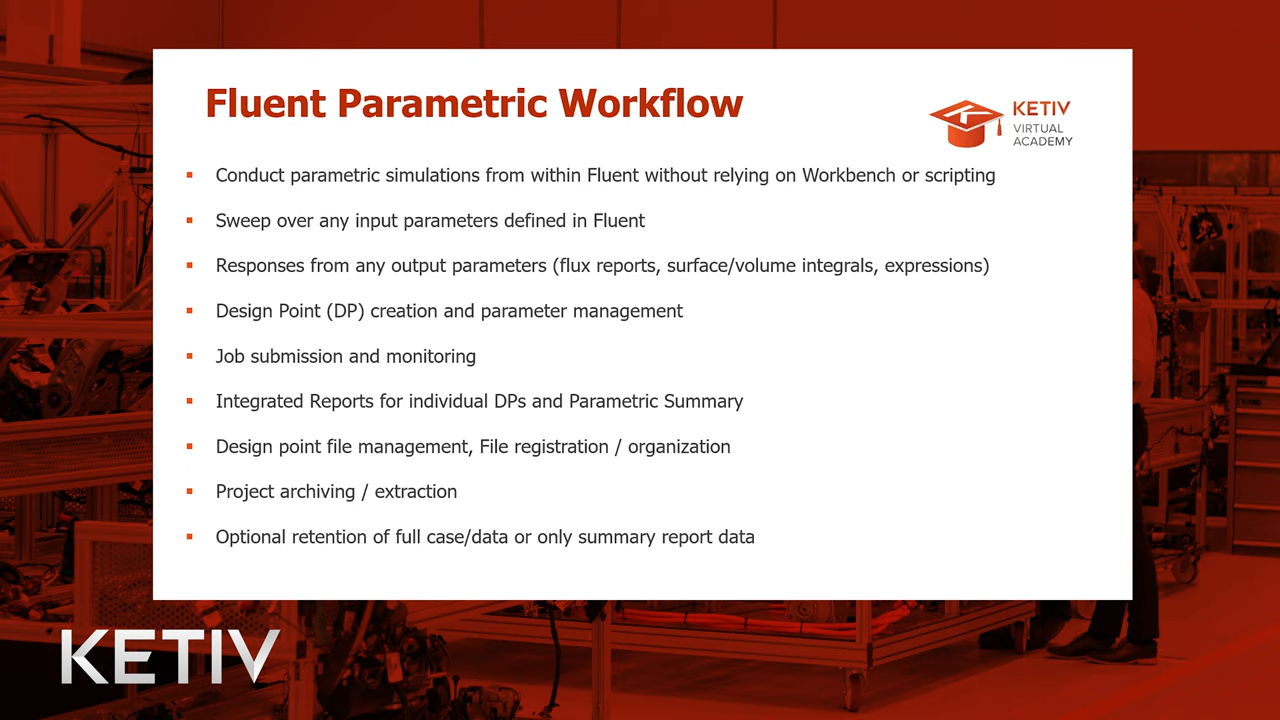 Fluent Parametric Workflow
KETIV
VIRTUAL
ACADEMY
Conduct parametric simulations from within Fluent without relying on Workbench or scripting
Sweep over any input parameters defined in Fluent
Responses from any output parameters (flux reports, surface/volume integrals, expressions)
Design Point (DP) creation and parameter management
Job submission and monitoring
Integrated Reports for individual DPs and Parametric Summary
Design point file management, File registration / organization
Project archiving / extraction
Optional retention of full case/data or only summary report data
KETIV